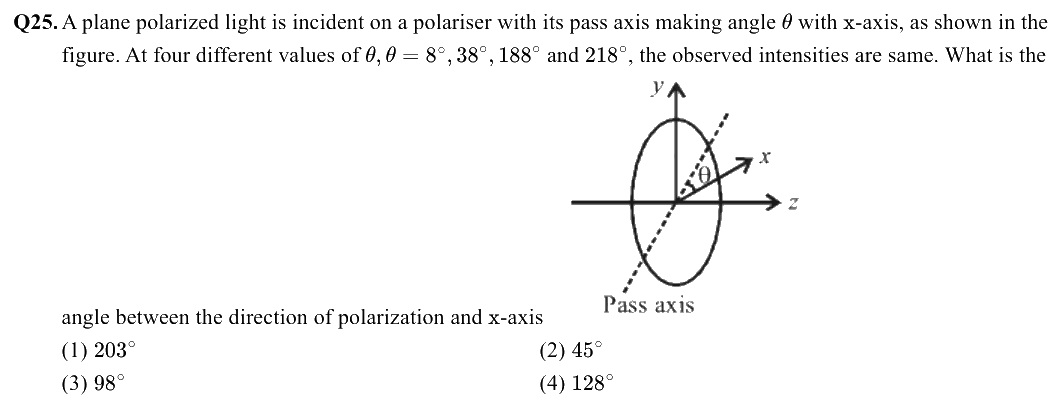 Q25. A plane polarized light is incident on a polariser with its pass axis making angle θ with x-axis, as shown in the
figure. At four different values of θ, θ = 8°, 38°, 188° and 218°, the observed intensities are same. What is the
y
x
θ
z
Pass axis
angle between the direction of polarization and x-axis
(1) 203° (2) 45°
(3) 98° (4) 128°